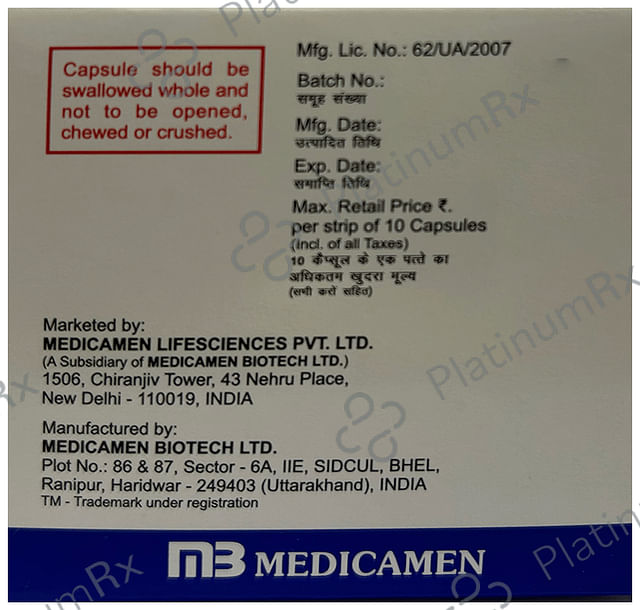 Capsule should be
swallowed whole and
not to be opened,
chewed or crushed.
Mfg. Lic. No.: 62/UA/2007
Batch No.:
समूह संख्या
Mfg. Date:
उत्पादित तिथि
Exp. Date:
समाप्ति तिथि
Max. Retail Price ₹.
per strip of 10 Capsules
(incl. of all Taxes)
10 कैप्सूल के एक पत्ते का
अधिकतम खुदरा मूल्य
(सभी करों सहित)
Marketed by:
MEDICAMEN LIFESCIENCES PVT. LTD.
(A Subsidiary of MEDICAMEN BIOTECH LTD.)
1506, Chiranjiv Tower, 43 Nehru Place,
New Delhi - 110019, INDIA
Manufactured by:
MEDICAMEN BIOTECH LTD.
Plot No.: 86 & 87, Sector - 6A, IIE, SIDCUL, BHEL,
Ranipur, Haridwar - 249403 (Uttarakhand), INDIA
TM - Trademark under registration
MB MEDICAMEN
PlatinumRx
PlatinumRx